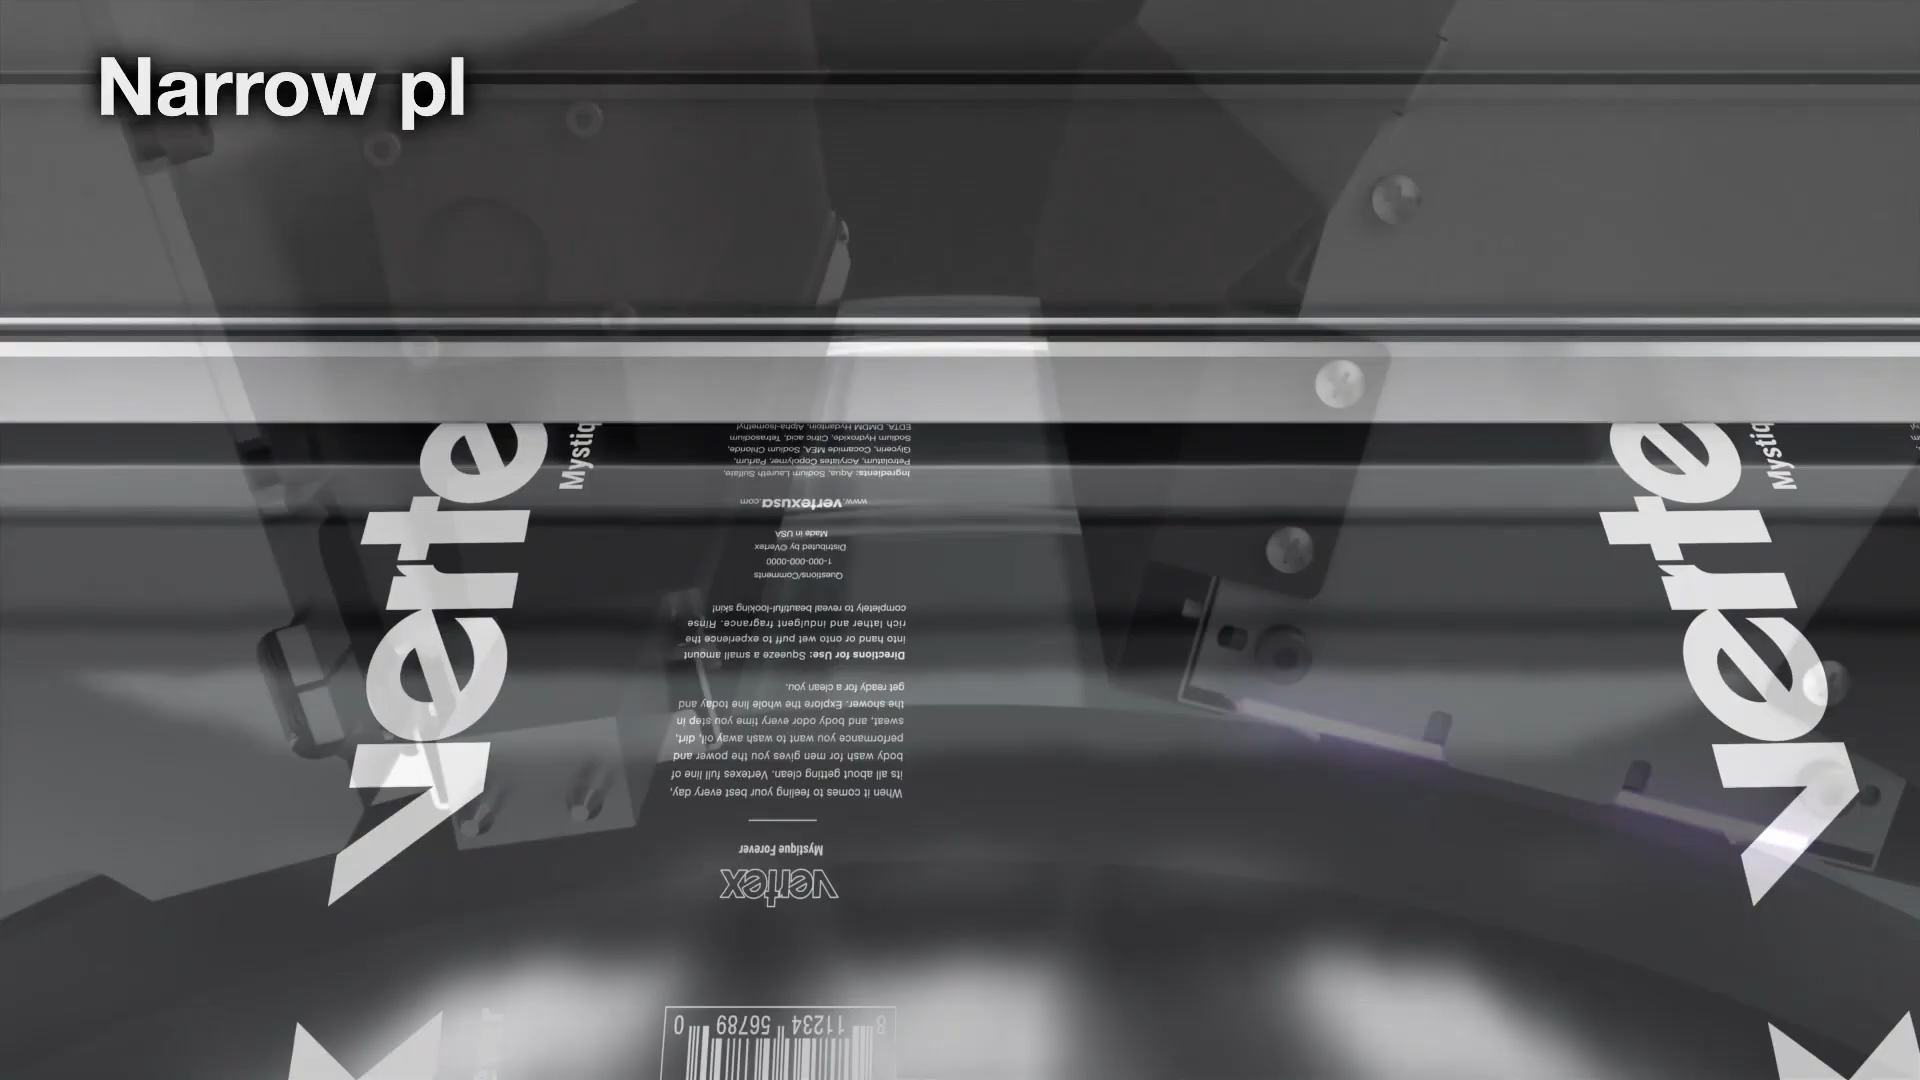 Narrow pl
verte
Mystiq
verte
Mystiq
EDTA, DMDM Hydantoin, Alpha-Isomethyl
Sodium Hydroxide, Citric acid, Tetrasodium
Glycerin, Cocamide MEA, Sodium Chloride,
Petrolatum, Acrylates Copolymer, Parfum,
Ingredients: Aqua, Sodium Laureth Sulfate,
www.vertexusa.com
Made in USA
Distributed by ©Vertex
1-000-000-0000
Questions/Comments
completely to reveal beautiful-looking skin!
rich lather and indulgent fragrance. Rinse
into hand or onto wet puff to experience the
Directions for Use: Squeeze a small amount
get ready for a clean you.
the shower. Explore the whole line today and
sweat, and body odor every time you step in
performance you want to wash away oil, dirt,
body wash for men gives you the power and
its all about getting clean. Vertexes full line of
When it comes to feeling your best every day,
Mystique Forever
vertex
8 11234 56789 0